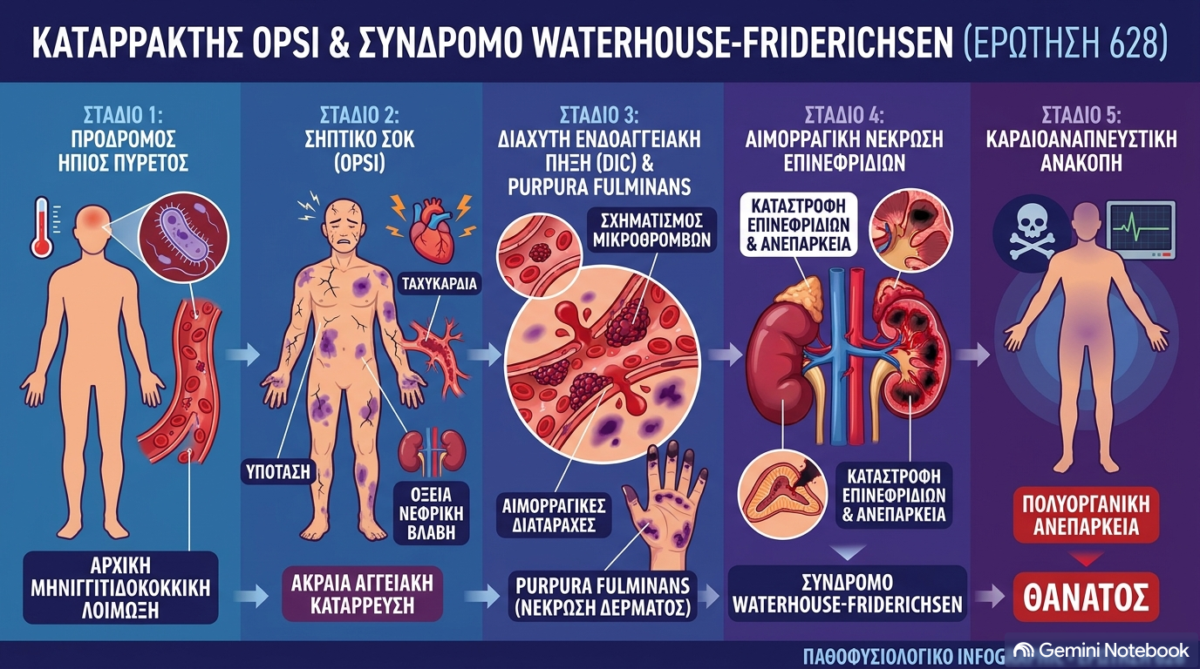 ΚΑΤΑΡΡΑΚΤΗΣ OPSI & ΣΥΝΔΡΟΜΟ WATERHOUSE-FRIDERICHSEN (ΕΡΩΤΗΣΗ 628)
ΣΤΑΔΙΟ 1:
ΠΡΟΔΡΟΜΟΣ
ΗΠΙΟΣ ΠΥΡΕΤΟΣ
ΑΡΧΙΚΗ
ΜΗΝΙΓΓΙΤΙΔΟΚΟΚΚΙΚΗ
ΛΟΙΜΩΞΗ
ΣΤΑΔΙΟ 2:
ΣΗΠΤΙΚΟ ΣΟΚ
(OPSI)
ΤΑΧΥΚΑΡΔΙΑ
ΥΠΟΤΑΣΗ
ΟΞΕΙΑ
ΝΕΦΡΙΚΗ
ΒΛΑΒΗ
ΑΚΡΑΙΑ ΑΓΓΕΙΑΚΗ
ΚΑΤΑΡΡΕΥΣΗ
ΣΤΑΔΙΟ 3:
ΔΙΑΧΥΤΗ ΕΝΔΟΑΓΓΕΙΑΚΗ
ΠΗΞΗ (DIC) &
PURPURA FULMINANS
ΣΧΗΜΑΤΙΣΜΟΣ
ΜΙΚΡΟΘΡΟΜΒΩΝ
ΑΙΜΟΡΡΑΓΙΚΕΣ
ΔΙΑΤΑΡΑΧΕΣ
PURPURA FULMINANS
(ΝΕΚΡΩΣΗ ΔΕΡΜΑΤΟΣ)
ΣΤΑΔΙΟ 4:
ΑΙΜΟΡΡΑΓΙΚΗ ΝΕΚΡΩΣΗ
ΕΠΙΝΕΦΡΙΔΙΩΝ
ΚΑΤΑΣΤΡΟΦΗ
ΕΠΙΝΕΦΡΙΔΙΩΝ
& ΑΝΕΠΑΡΚΕΙΑ
ΚΑΤΑΣΤΡΟΦΗ
ΕΠΙΝΕΦΡΙΔΙΩΝ
& ΑΝΕΠΑΡΚΕΙΑ
ΣΥΝΔΡΟΜΟ
WATERHOUSE-FRIDERICHSEN
ΣΤΑΔΙΟ 5:
ΚΑΡΔΙΟΑΝΑΠΝΕΥΣΤΙΚΗ
ΑΝΑΚΟΠΗ
ΠΟΛΥΟΡΓΑΝΙΚΗ
ΑΝΕΠΑΡΚΕΙΑ
ΘΑΝΑΤΟΣ
ΠΑΘΟΦΥΣΙΟΛΟΓΙΚΟ INFOG
Gemini Notebook